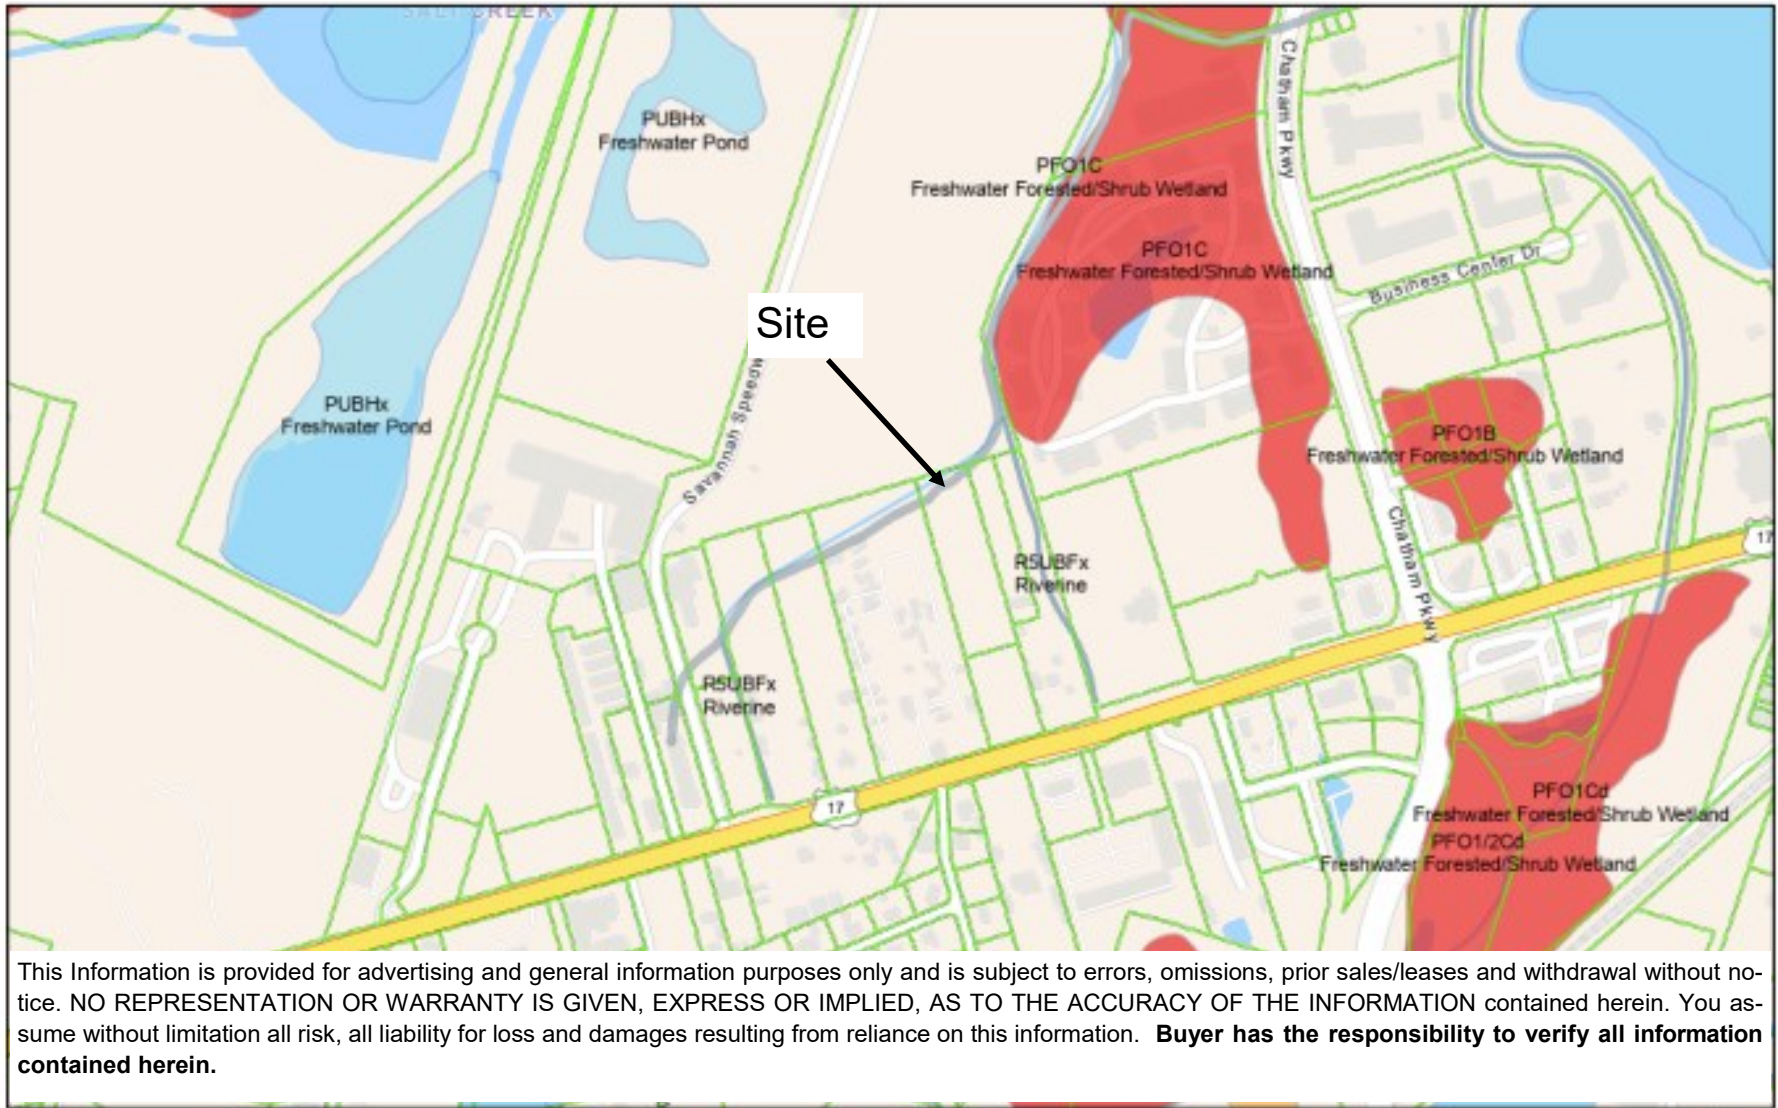 SALT CREEK
PUBHx
Freshwater Pond
Chatham Pkwy
PFO1C
Freshwater Forested/Shrub Wetland
PFO1C
Freshwater Forested/Shrub Wetland
Business Center Dr
Site
PUBHx
Freshwater Pond
Savannah Speedw
PFO1B
Freshwater Forested/Shrub Wetland
Chatham Pkwy
17
R5UBFx
Riverine
R5UBFx
Riverine
17
PFO1Cd
Freshwater Forested/Shrub Wetland
PFO1/2Cd
Freshwater Forested/Shrub Wetland
This Information is provided for advertising and general information purposes only and is subject to errors, omissions, prior sales/leases and withdrawal without no-
tice. NO REPRESENTATION OR WARRANTY IS GIVEN, EXPRESS OR IMPLIED, AS TO THE ACCURACY OF THE INFORMATION contained herein. You as-
sume without limitation all risk, all liability for loss and damages resulting from reliance on this information. Buyer has the responsibility to verify all information
contained herein.